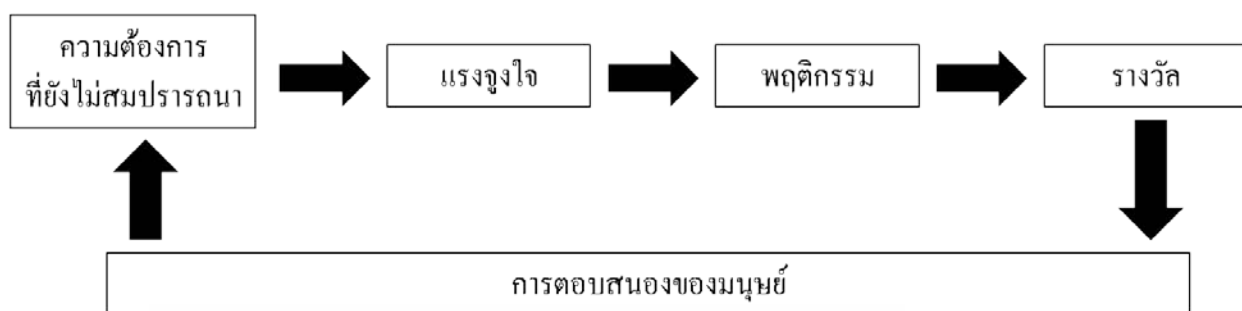 ความต้องการ
ที่ยังไม่สมปรารถนา
แรงจูงใจ
พฤติกรรม
รางวัล
การตอบสนองของมนุษย์